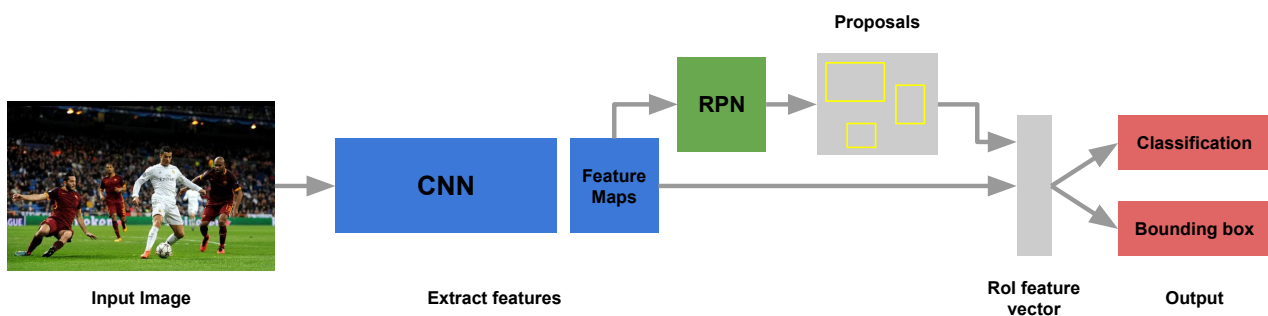 Proposals
RPN
CNN
Feature
Maps
Classification
Bounding box
Input Image
Extract features
RoI feature
vector
Output